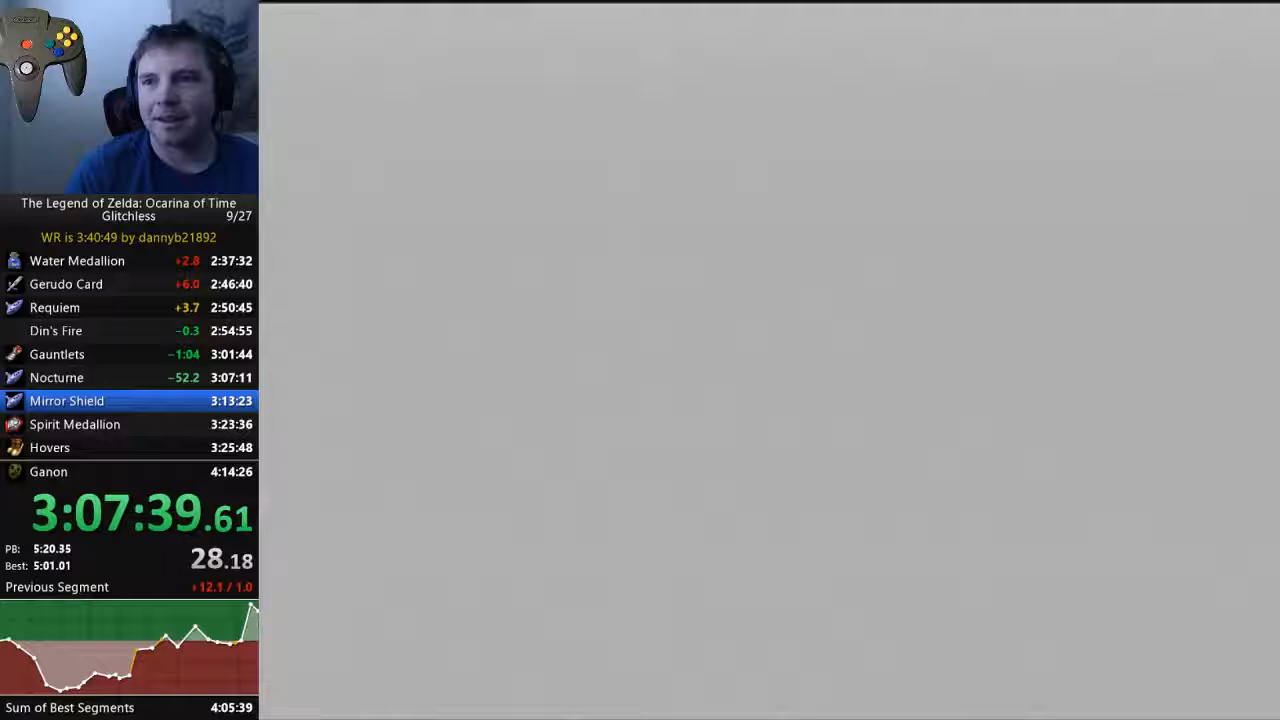 The Legend of Zelda: Ocarina of Time
Glitchless 9/27
WR is 3:40:49 by dannyb21892
Water Medallion +2.8 2:37:32
Gerudo Card +6.0 2:46:40
Requiem +3.7 2:50:45
Din's Fire −0.3 2:54:55
Gauntlets −1:04 3:01:44
Nocturne −52.2 3:07:11
Mirror Shield 3:13:23
Spirit Medallion 3:23:36
Hovers 3:25:48
Ganon 4:14:26
3:07:39.61
PB: 5:20.35
Best: 5:01.01
28.18
Previous Segment +12.1 / 1.0
Sum of Best Segments 4:05:39